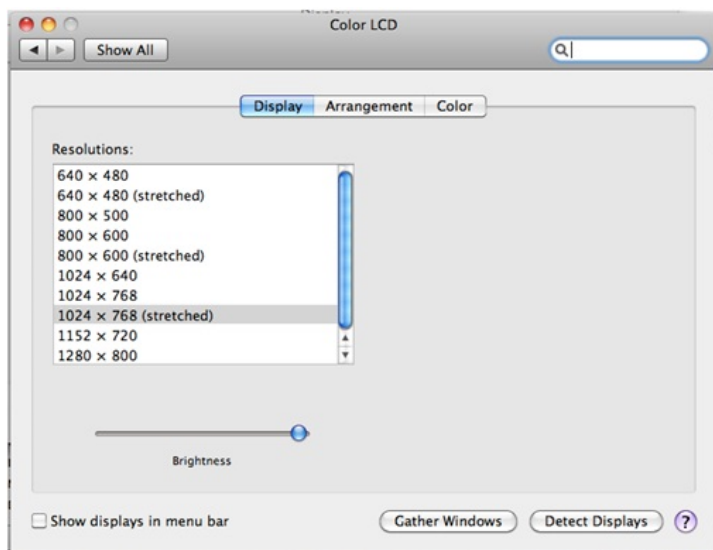 Color LCD
Show All
Display Arrangement Color
Resolutions:
640 × 480
640 × 480 (stretched)
800 × 500
800 × 600
800 × 600 (stretched)
1024 × 640
1024 × 768
1024 × 768 (stretched)
1152 × 720
1280 × 800
Brightness
Show displays in menu bar
Gather Windows Detect Displays ?